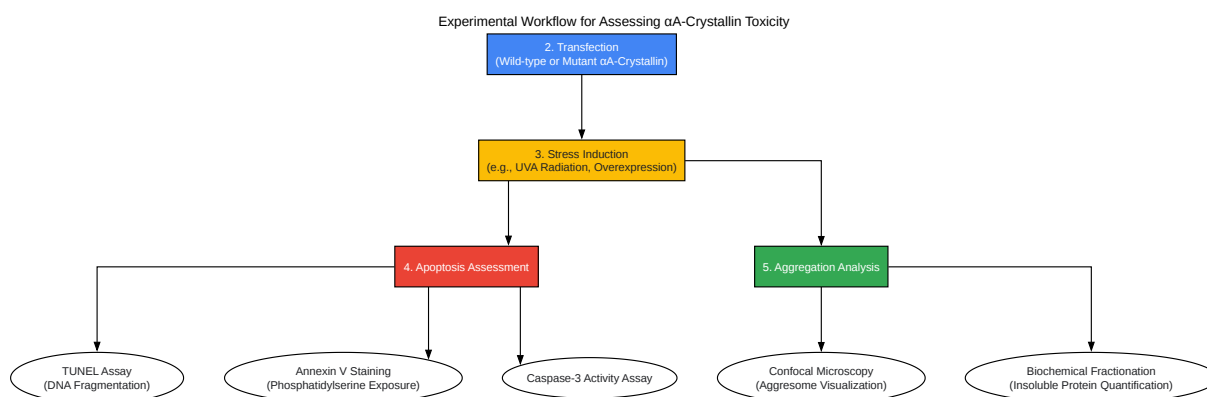 Experimental Workflow for Assessing αA-Crystallin Toxicity
2. Transfection
(Wild-type or Mutant αA-Crystallin)
3. Stress Induction
(e.g., UVA Radiation, Overexpression)
4. Apoptosis Assessment
5. Aggregation Analysis
TUNEL Assay
(DNA Fragmentation)
Annexin V Staining
(Phosphatidylserine Exposure)
Caspase-3 Activity Assay
Confocal Microscopy
(Aggresome Visualization)
Biochemical Fractionation
(Insoluble Protein Quantification)